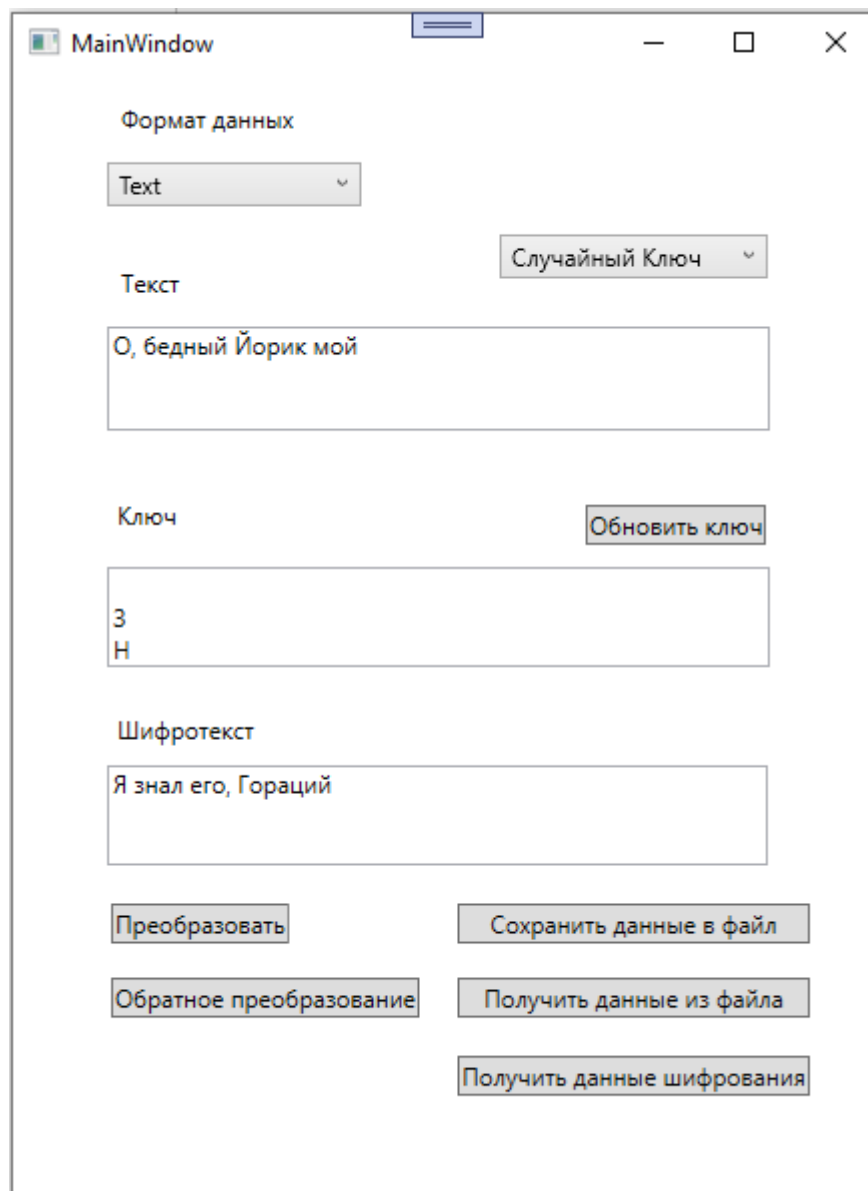 MainWindow
Формат данных
Text
Случайный Ключ
Текст
О, бедный Йорик мой
Ключ
Обновить ключ
З
Н
Шифротекст
Я знал его, Гораций
Преобразовать
Сохранить данные в файл
Обратное преобразование
Получить данные из файла
Получить данные шифрования